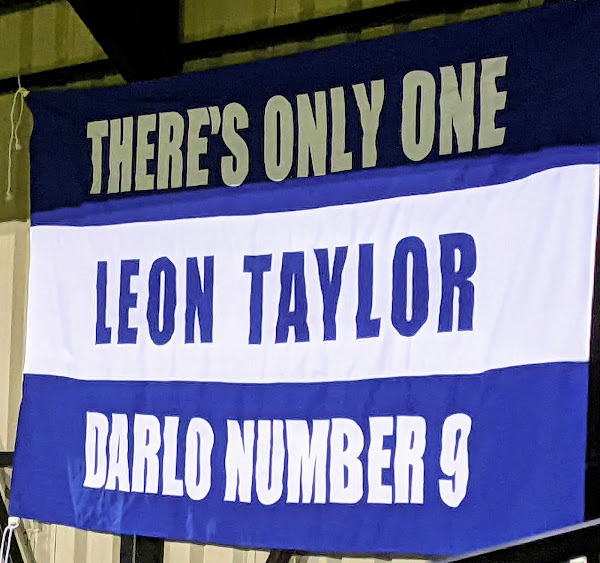 THERE'S ONLY ONE
LEON TAYLOR
DARLO NUMBER 9